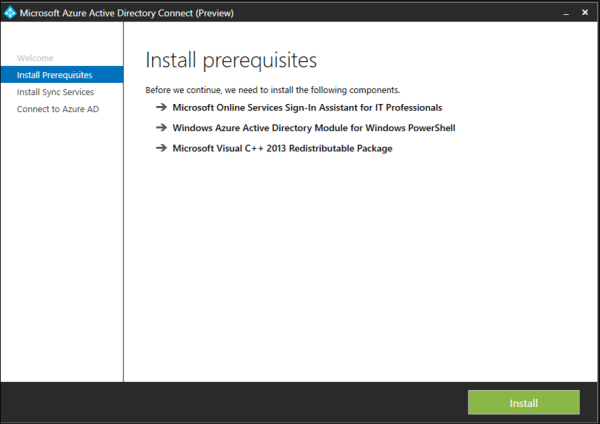 Microsoft Azure Active Directory Connect (Preview)
Welcome
Install Prerequisites
Install Sync Services
Connect to Azure AD
Install prerequisites
Before we continue, we need to install the following components.
Microsoft Online Services Sign-In Assistant for IT Professionals
Windows Azure Active Directory Module for Windows PowerShell
Microsoft Visual C++ 2013 Redistributable Package
Install